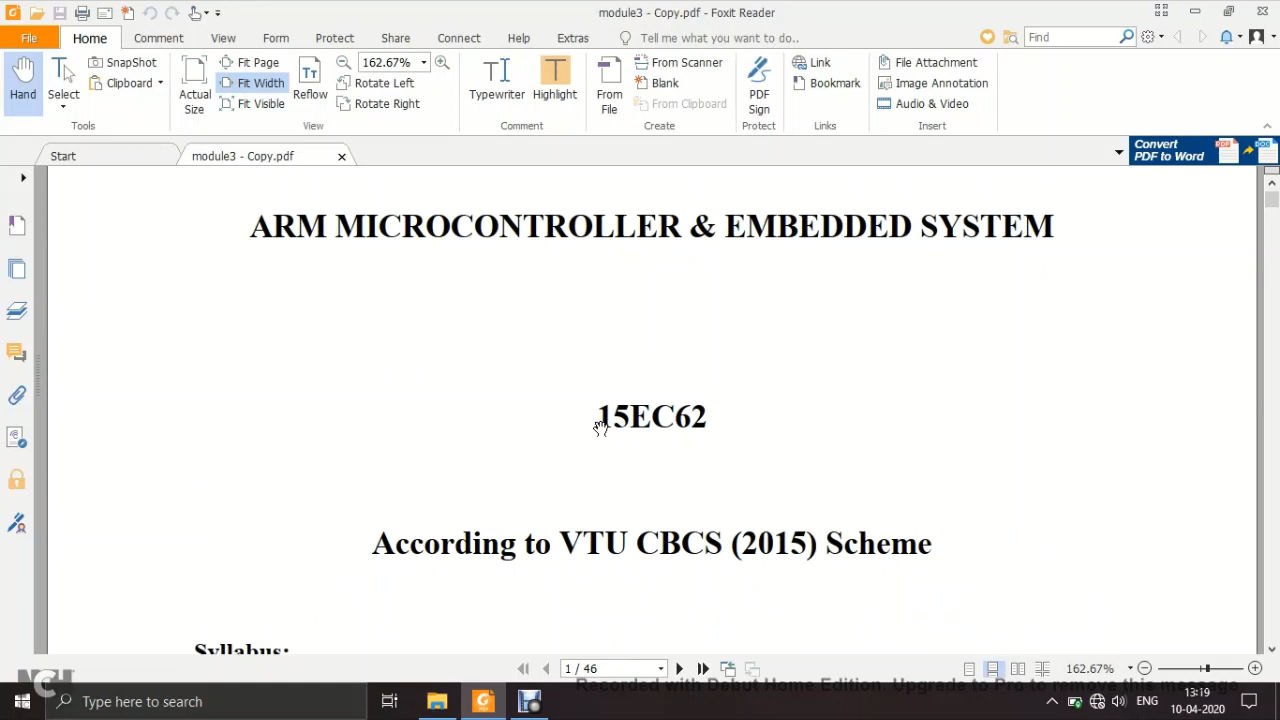 module3 - Copy.pdf - Foxit Reader
File Home Comment View Form Protect Share Connect Help Extras Tell me what you want to do.. Find
Hand
Select
SnapShot
Clipboard
Tools
Actual Size
Fit Page
Fit Width
Fit Visible
Reflow
162.67%
Rotate Left
Rotate Right
View
Typewriter
Highlight
Comment
From File
From Scanner
Blank
From Clipboard
Create
PDF Sign
Protect
Link
Bookmark
Links
File Attachment
Image Annotation
Audio & Video
Insert
Start
module3 - Copy.pdf
Convert
PDF to Word
ARM MICROCONTROLLER & EMBEDDED SYSTEM
15EC62
According to VTU CBCS (2015) Scheme
Syllabus:
1 / 46
162.67%
NCH
Recorded with Debut Home Edition. Upgrade to Pro to remove this message
Type here to search
ENG
13:19
10-04-2020